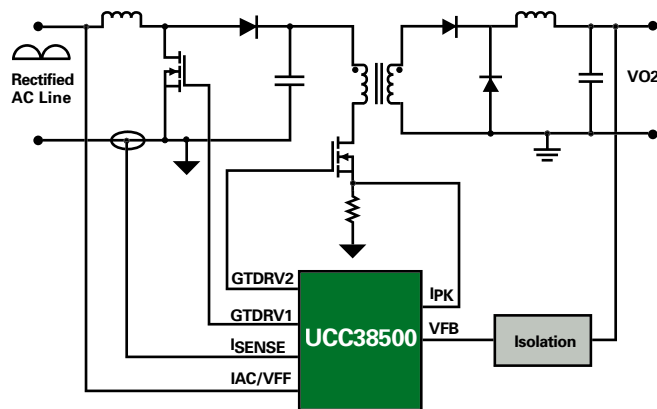 Rectified
AC Line
VO2
GTDRV2
GTDRV1
ISENSE
IAC/VFF
UCC38500
IPK
VFB
Isolation